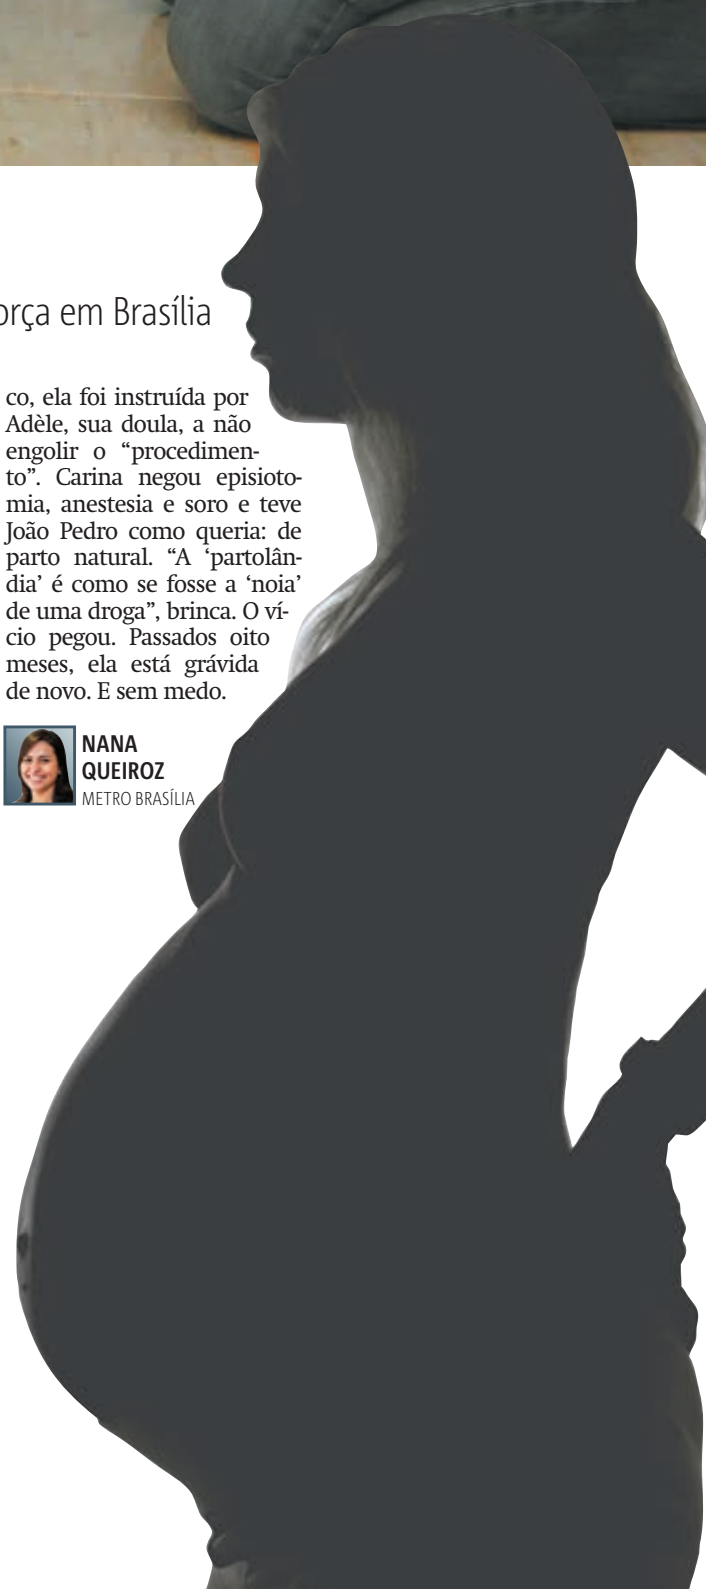 orça em Brasília
co, ela foi instruída por
Adèle, sua doula, a não
engolir o “procedimen-
to”. Carina negou episioto-
mia, anestesia e soro e teve
João Pedro como queria: de
parto natural. “A ‘partolân-
dia’ é como se fosse a ‘noia’
de uma droga”, brinca. O ví-
cio pegou. Passados oito
meses, ela está grávida
de novo. E sem medo.
NANA
QUEIROZ
METRO BRASÍLIA